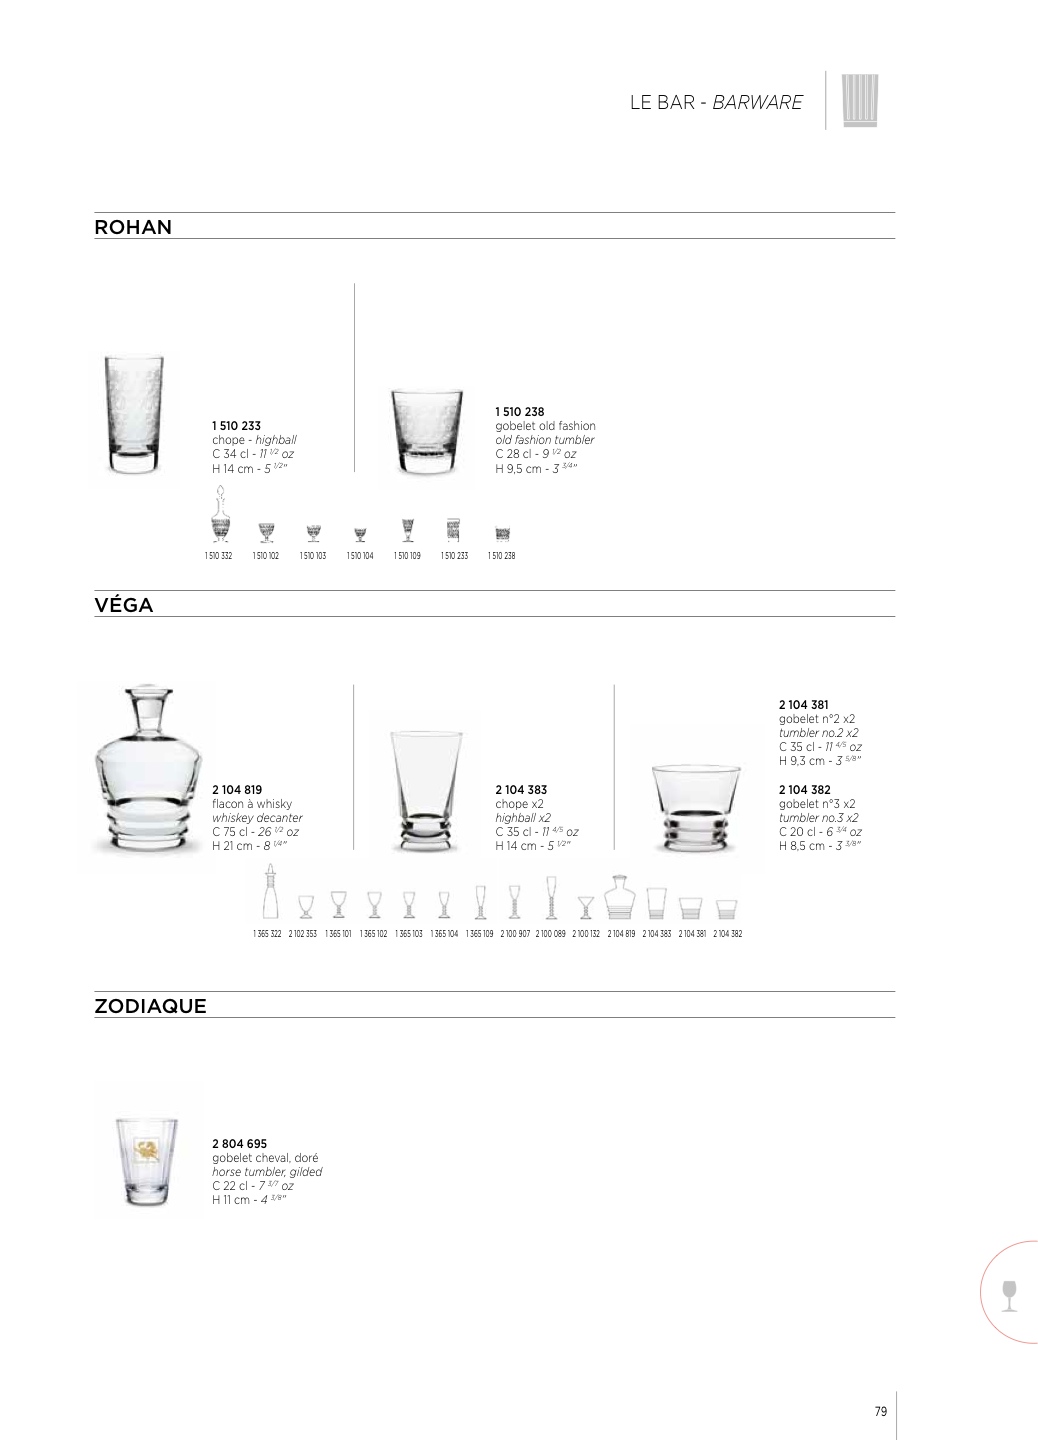 LE BAR - BARWARE
ROHAN
1 510 233
chope - highball
C 34 cl - 11 1/2 oz
H 14 cm - 5 1/2"
1 510 238
gobelet old fashion
old fashion tumbler
C 28 cl - 9 1/2 oz
H 9,5 cm - 3 3/4"
1 510 332 1 510 102 1 510 103 1 510 104 1 510 109 1 510 233 1 510 238
VÉGA
2 104 819
flacon à whisky
whiskey decanter
C 75 cl - 26 1/2 oz
H 21 cm - 8 1/4"
2 104 383
chope x2
highball x2
C 35 cl - 11 4/5 oz
H 14 cm - 5 1/2"
2 104 381
gobelet n°2 x2
tumbler no.2 x2
C 35 cl - 11 4/5 oz
H 9,3 cm - 3 5/8"
2 104 382
gobelet n°3 x2
tumbler no.3 x2
C 20 cl - 6 3/4 oz
H 8,5 cm - 3 3/8"
1 365 322 2 102 353 1 365 101 1 365 102 1 365 103 1 365 104 1 365 109 2 100 907 2 100 089 2 100 132 2 104 819 2 104 383 2 104 381 2 104 382
ZODIAQUE
2 804 695
gobelet cheval, doré
horse tumbler, gilded
C 22 cl - 7 3/7 oz
H 11 cm - 4 3/8"
79